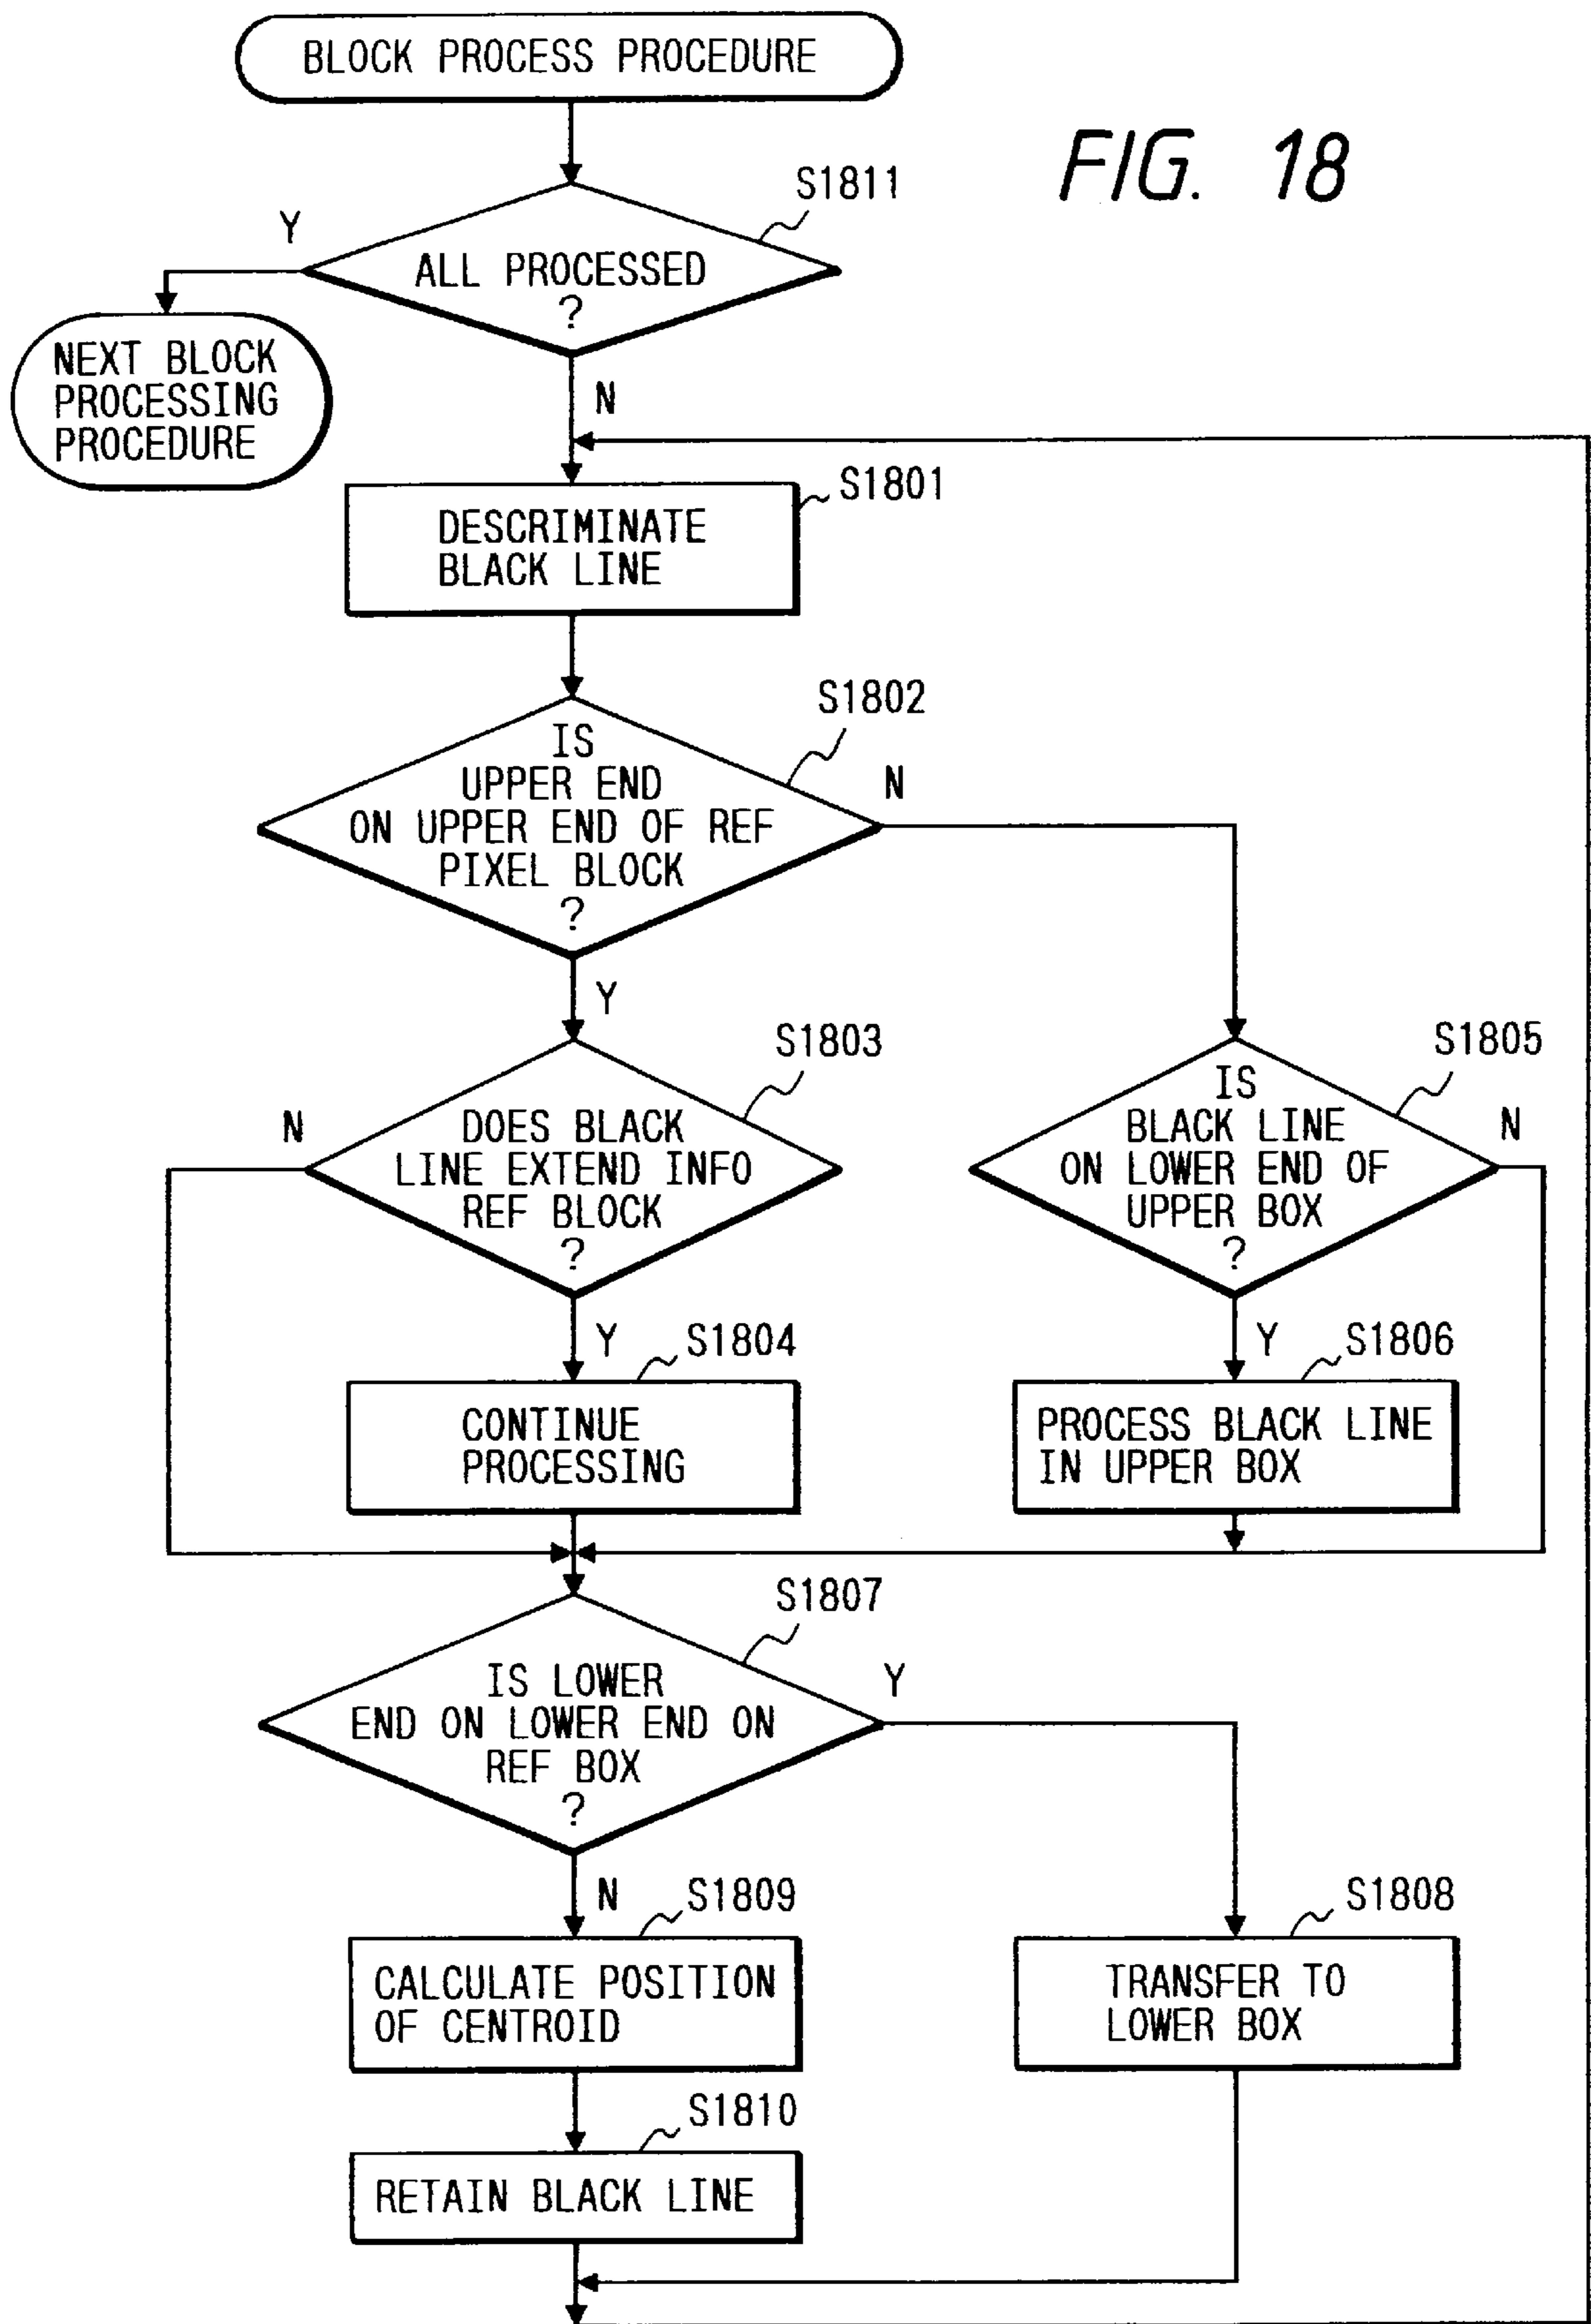 BLOCK PROCESS PROCEDURE
FIG. 18
S1811
Y
ALL PROCESSED
?
NEXT BLOCK
PROCESSING
PROCEDURE
N
S1801
DESCRIMINATE
BLACK LINE
S1802
IS
UPPER END
ON UPPER END OF REF
PIXEL BLOCK
?
N
Y
S1803
DOES BLACK
LINE EXTEND INFO
REF BLOCK
?
N
S1805
IS
BLACK LINE
ON LOWER END OF
UPPER BOX
?
N
Y
S1804
CONTINUE
PROCESSING
Y
S1806
PROCESS BLACK LINE
IN UPPER BOX
S1807
IS LOWER
END ON LOWER END ON
REF BOX
?
Y
N
S1809
CALCULATE POSITION
OF CENTROID
S1808
TRANSFER TO
LOWER BOX
S1810
RETAIN BLACK LINE